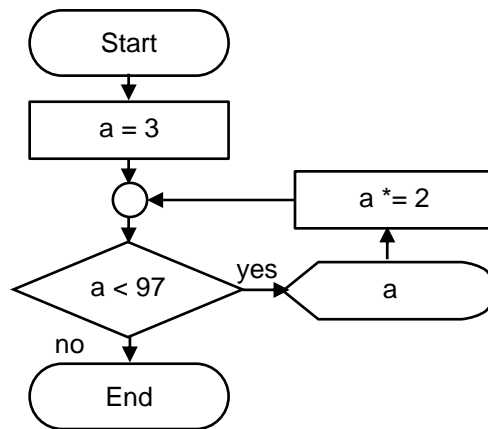 Start
a = 3
a *= 2
a < 97
yes
a
no
End